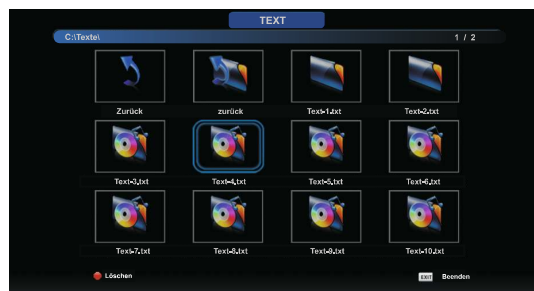 TEXT
C:\Texte\ 1 / 2
Zurück zurück Text-1.txt Text-2.txt
Text-3.txt Text-4.txt Text-5.txt Text-6.txt
Text-7.txt Text-8.txt Text-9.txt Text-10.txt
Löschen EXIT Beenden